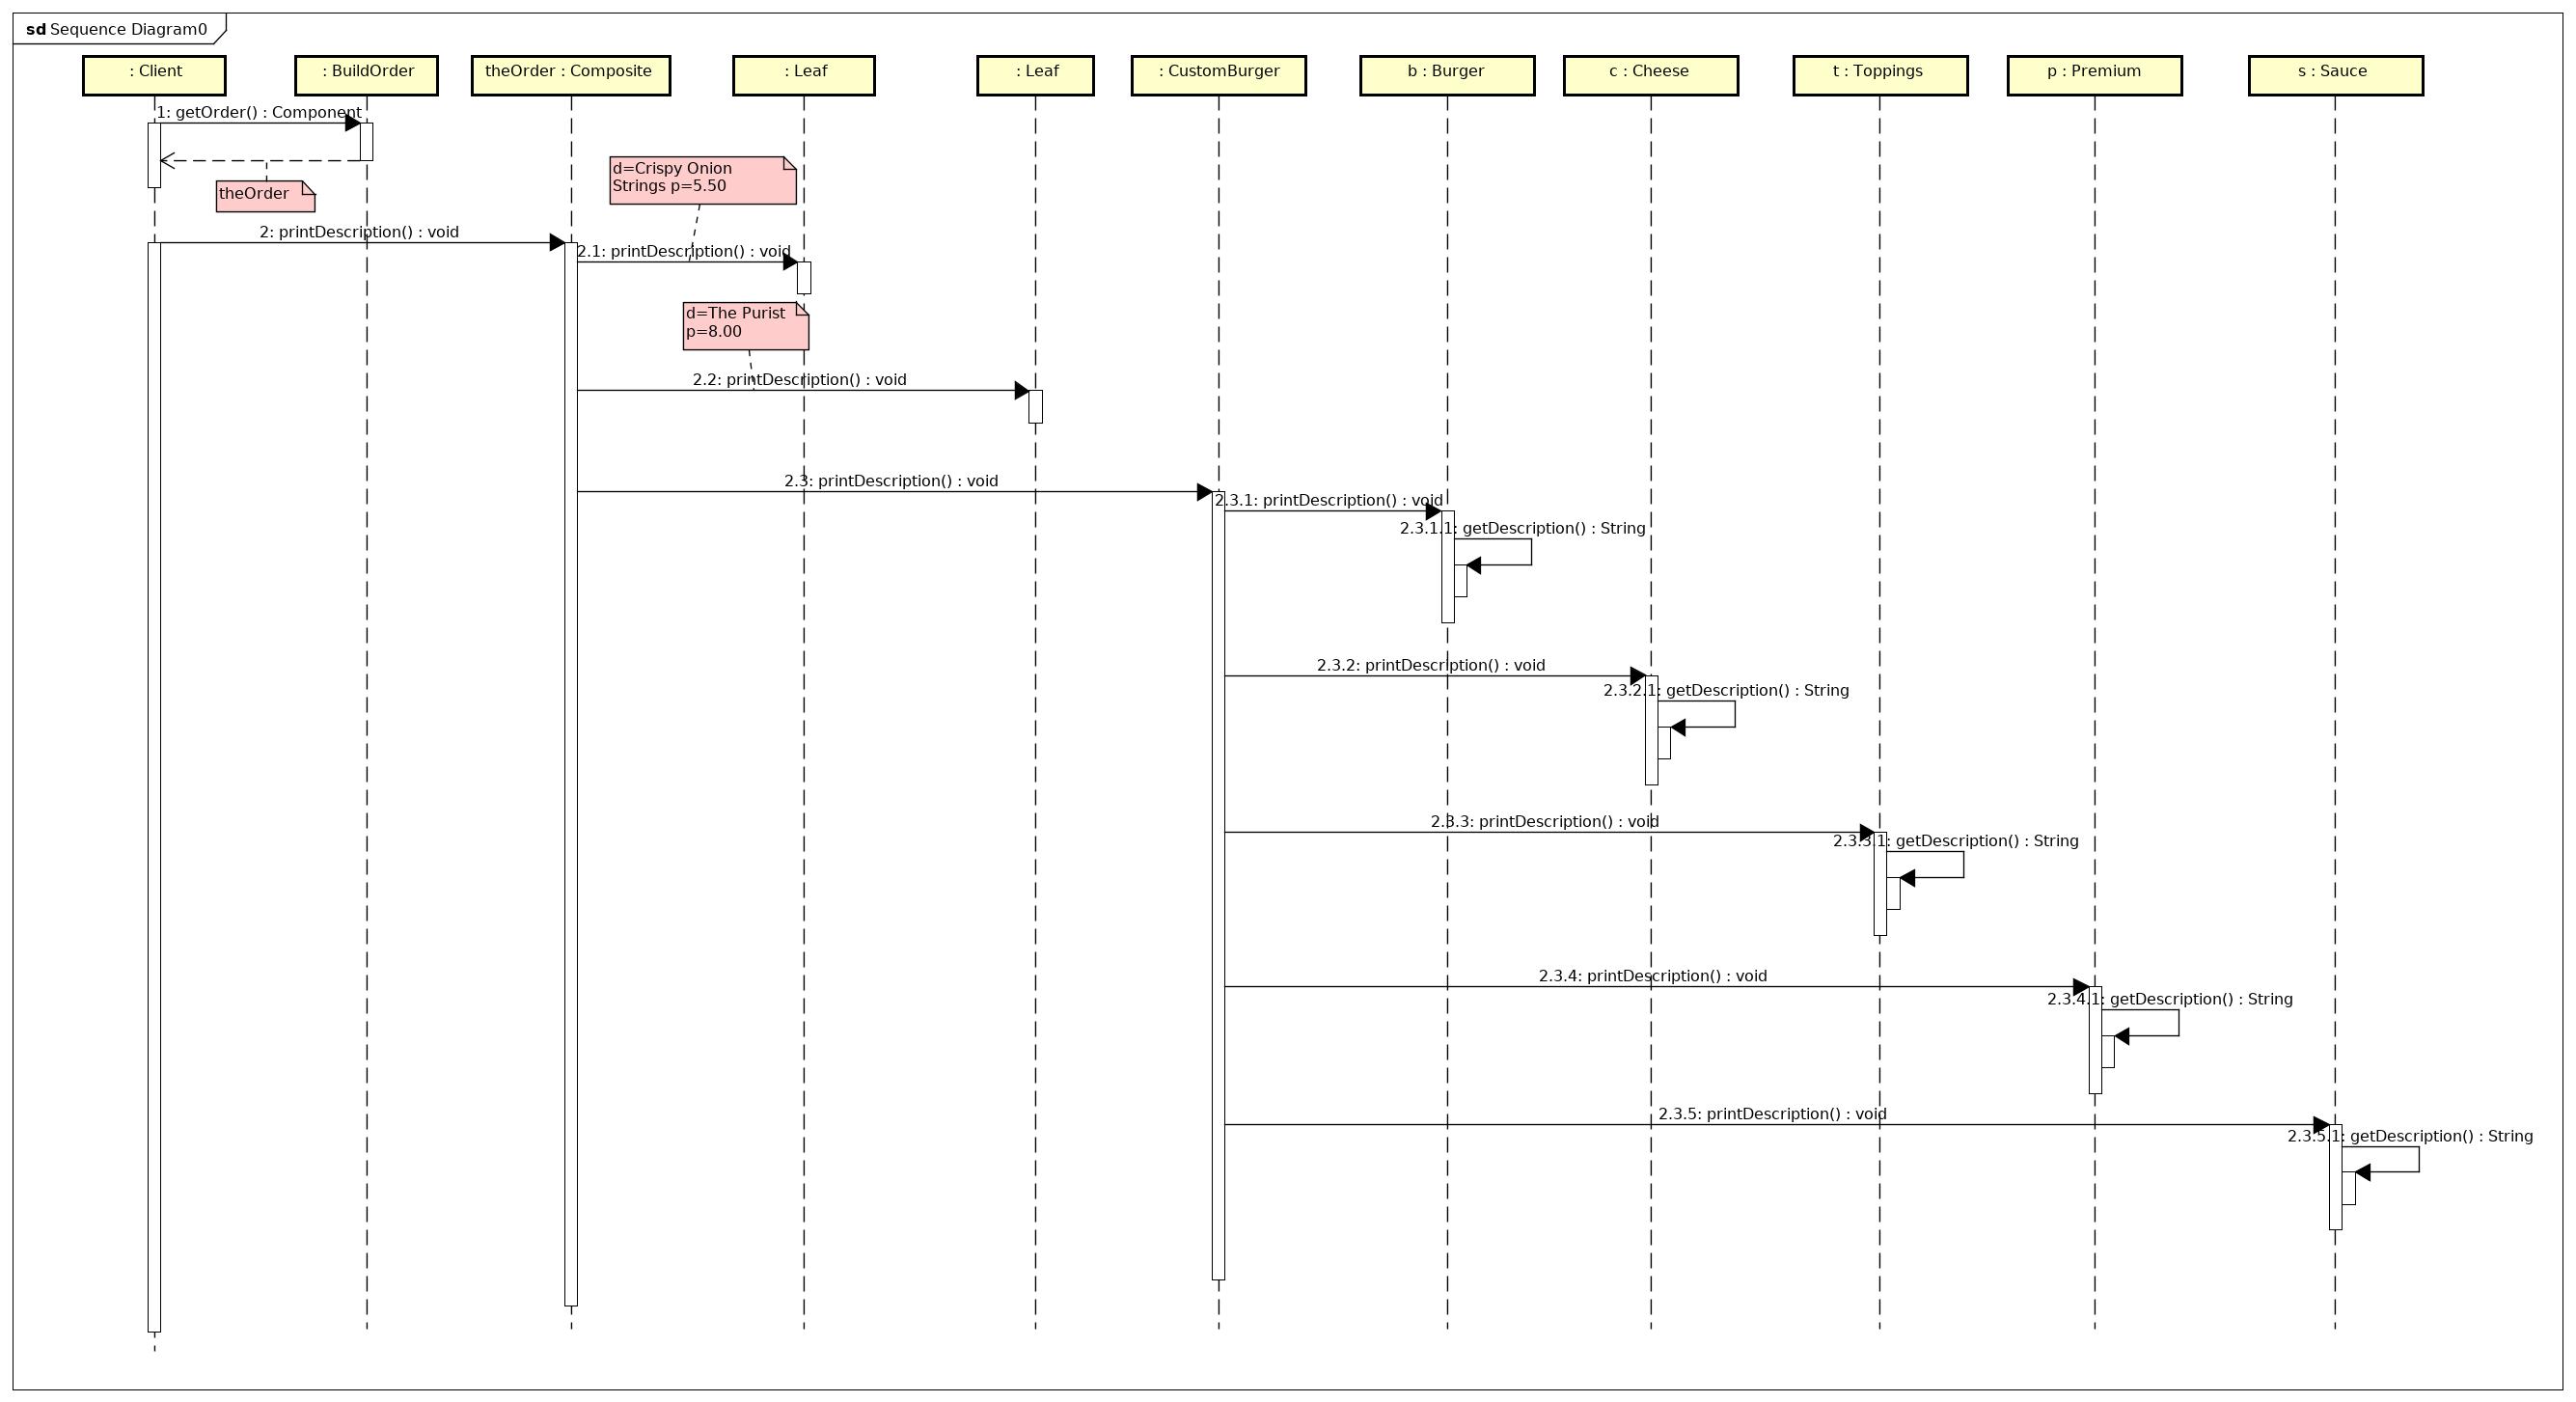 sd Sequence Diagram0
: Client
: BuildOrder
theOrder : Composite
: Leaf
: Leaf
: CustomBurger
b : Burger
c : Cheese
t : Toppings
p : Premium
s : Sauce
1: getOrder() : Component
d=Crispy Onion
Strings p=5.50
theOrder
2: printDescription() : void
2.1: printDescription() : void
d=The Purist
p=8.00
2.2: printDescription() : void
2.3: printDescription() : void
2.3.1: printDescription() : void
2.3.1.1: getDescription() : String
2.3.2: printDescription() : void
2.3.2.1: getDescription() : String
2.3.3: printDescription() : void
2.3.3.1: getDescription() : String
2.3.4: printDescription() : void
2.3.4.1: getDescription() : String
2.3.5: printDescription() : void
2.3.5.1: getDescription() : String